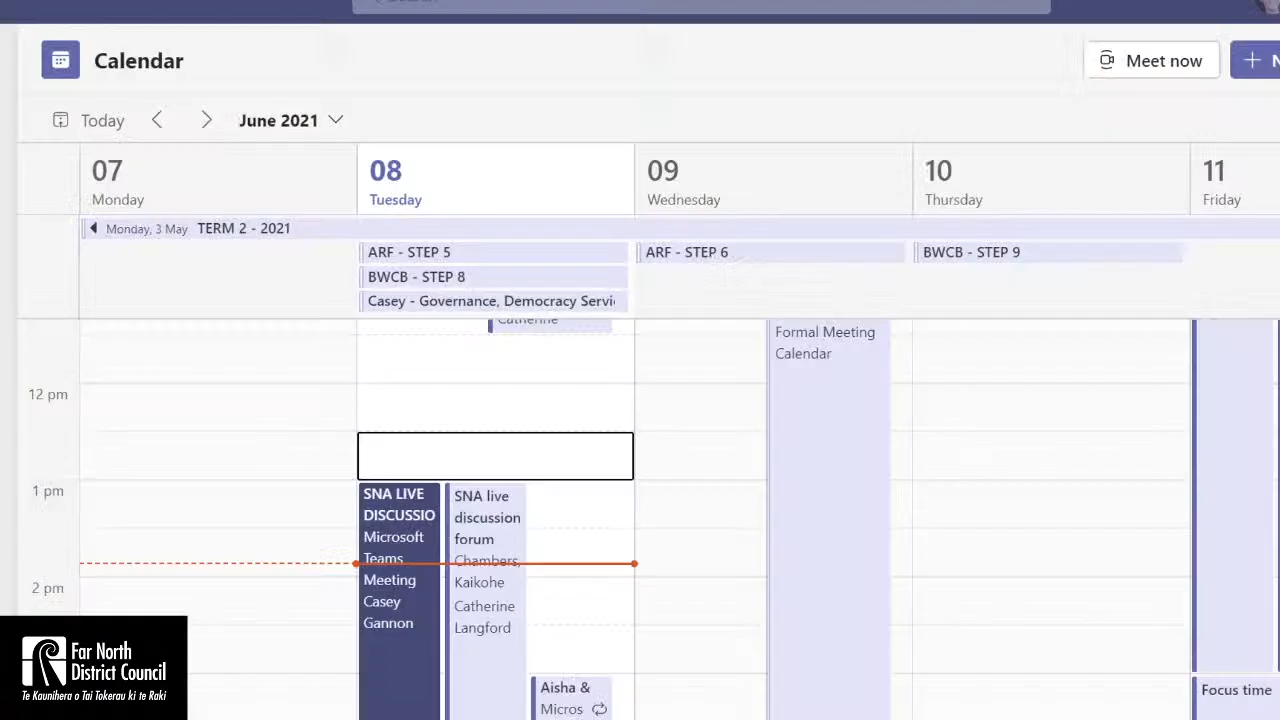 Calendar
Meet now
Today
June 2021
07
Monday
08
Tuesday
09
Wednesday
10
Thursday
11
Friday
Monday, 3 May TERM 2 - 2021
ARF - STEP 5
ARF - STEP 6
BWCB - STEP 9
BWCB - STEP 8
Casey - Governance, Democracy Servi
Catherine
Formal Meeting
Calendar
12 pm
1 pm
2 pm
SNA LIVE
DISCUSSIO
Microsoft
Teams
Meeting
Casey
Gannon
SNA live
discussion
forum
Chambers,
Kaikohe
Catherine
Langford
Aisha &
Micros
Focus time
Far North
District Council
Te Kaunihera o Tai Tokerau ki te Raki